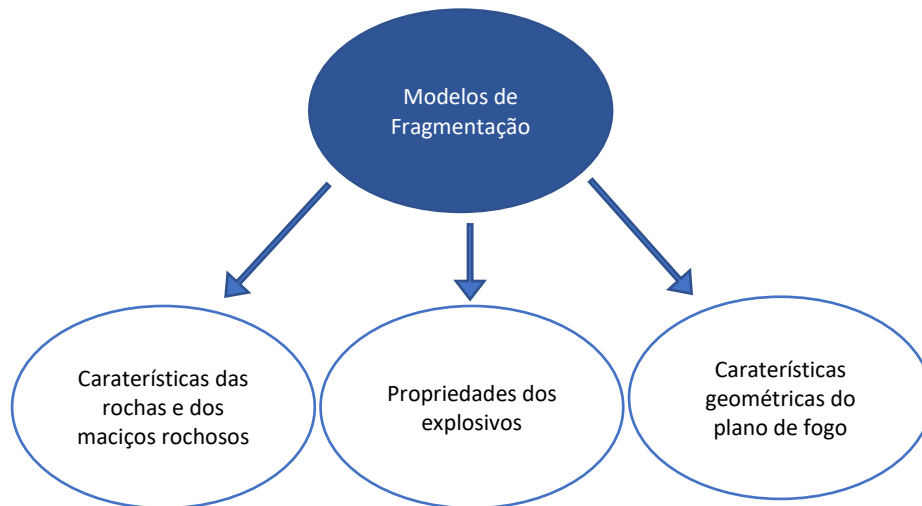 Modelos de
Fragmentação
Caraterísticas das
rochas e dos
maciços rochosos
Propriedades dos
explosivos
Caraterísticas
geométricas do
plano de fogo